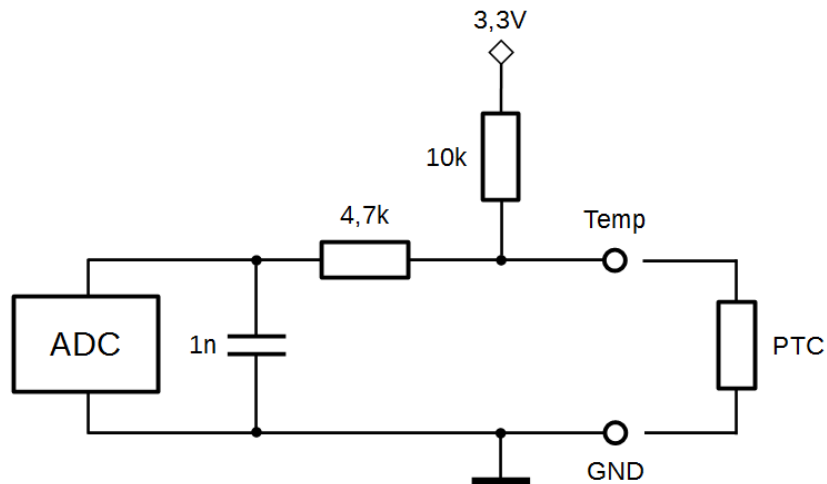 3,3V
10k
4,7k
Temp
ADC
1n
PTC
GND